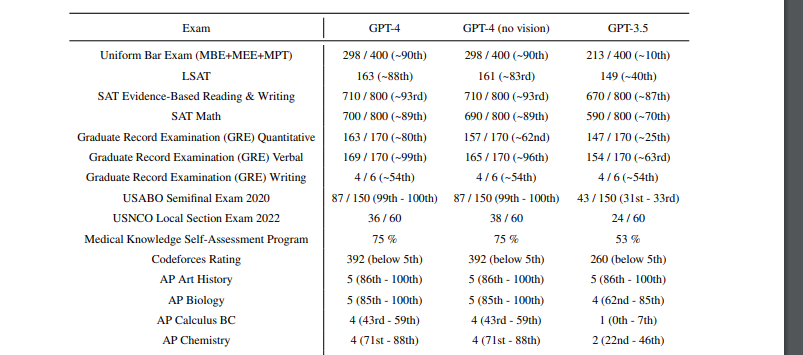 Exam GPT-4 GPT-4 (no vision) GPT-3.5
Uniform Bar Exam (MBE+MEE+MPT) 298 / 400 (~90th) 298 / 400 (~90th) 213 / 400 (~10th)
LSAT 163 (~88th) 161 (~83rd) 149 (~40th)
SAT Evidence-Based Reading & Writing 710 / 800 (~93rd) 710 / 800 (~93rd) 670 / 800 (~87th)
SAT Math 700 / 800 (~89th) 690 / 800 (~89th) 590 / 800 (~70th)
Graduate Record Examination (GRE) Quantitative 163 / 170 (~80th) 157 / 170 (~62nd) 147 / 170 (~25th)
Graduate Record Examination (GRE) Verbal 169 / 170 (~99th) 165 / 170 (~96th) 154 / 170 (~63rd)
Graduate Record Examination (GRE) Writing 4 / 6 (~54th) 4 / 6 (~54th) 4 / 6 (~54th)
USABO Semifinal Exam 2020 87 / 150 (99th - 100th) 87 / 150 (99th - 100th) 43 / 150 (31st - 33rd)
USNCO Local Section Exam 2022 36 / 60 38 / 60 24 / 60
Medical Knowledge Self-Assessment Program 75 % 75 % 53 %
Codeforces Rating 392 (below 5th) 392 (below 5th) 260 (below 5th)
AP Art History 5 (86th - 100th) 5 (86th - 100th) 5 (86th - 100th)
AP Biology 5 (85th - 100th) 5 (85th - 100th) 4 (62nd - 85th)
AP Calculus BC 4 (43rd - 59th) 4 (43rd - 59th) 1 (0th - 7th)
AP Chemistry 4 (71st - 88th) 4 (71st - 88th) 2 (22nd - 46th)